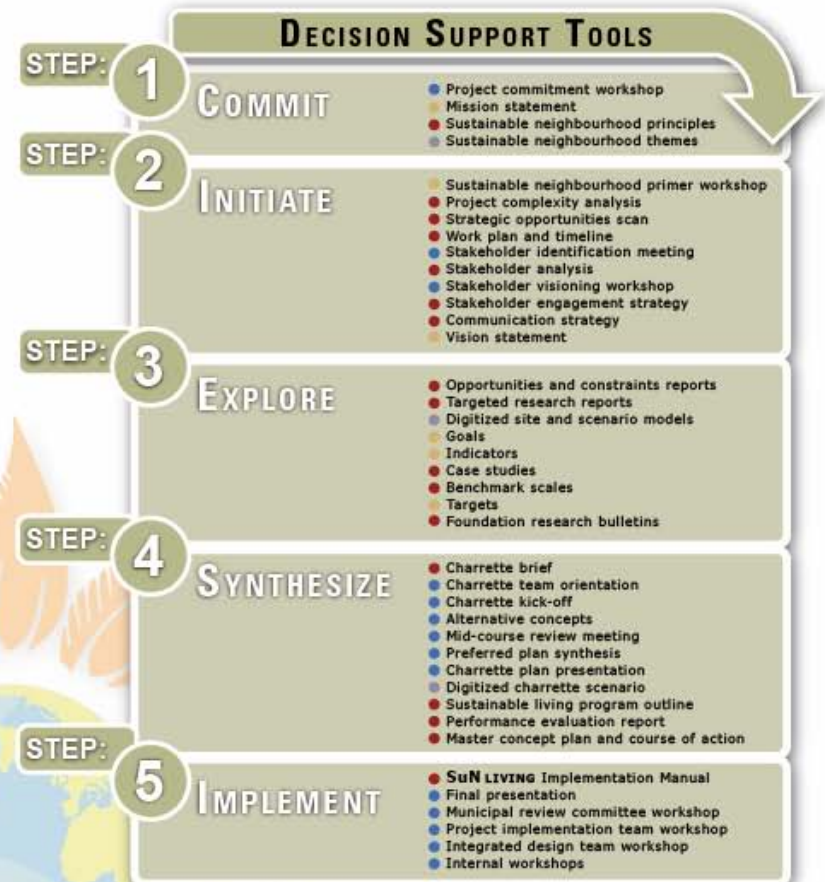 DECISION SUPPORT TOOLS
STEP: 1
COMMIT
Project commitment workshop
Mission statement
Sustainable neighbourhood principles
Sustainable neighbourhood themes
STEP: 2
INITIATE
Sustainable neighbourhood primer workshop
Project complexity analysis
Strategic opportunities scan
Work plan and timeline
Stakeholder identification meeting
Stakeholder analysis
Stakeholder visioning workshop
Stakeholder engagement strategy
Communication strategy
Vision statement
STEP: 3
EXPLORE
Opportunities and constraints reports
Targeted research reports
Digitized site and scenario models
Goals
Indicators
Case studies
Benchmark scales
Targets
Foundation research bulletins
STEP: 4
SYNTHESIZE
Charrette brief
Charrette team orientation
Charrette kick-off
Alternative concepts
Mid-course review meeting
Preferred plan synthesis
Charrette plan presentation
Digitized charrette scenario
Sustainable living program outline
Performance evaluation report
Master concept plan and course of action
STEP: 5
IMPLEMENT
SuN LIVING Implementation Manual
Final presentation
Municipal review committee workshop
Project implementation team workshop
Integrated design team workshop
Internal workshops